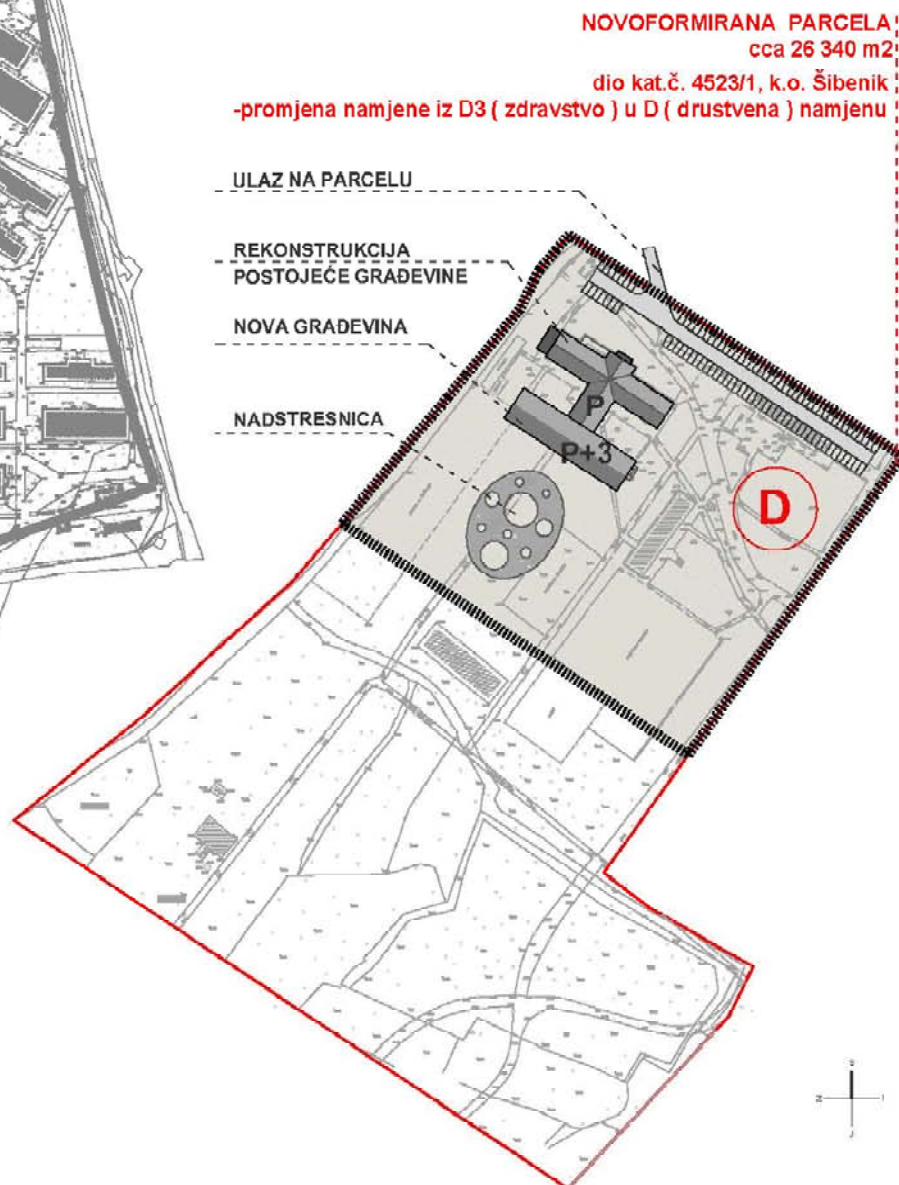 NOVOFORMIRANA PARCELA
cca 26 340 m2
dio kat.č. 4523/1, k.o. Šibenik
-promjena namjene iz D3 ( zdravstvo ) u D ( drustvena ) namjenu
ULAZ NA PARCELU
REKONSTRUKCIJA
POSTOJEĆE GRAĐEVINE
NOVA GRAĐEVINA
NADSTRESNICA
P
P+3
D